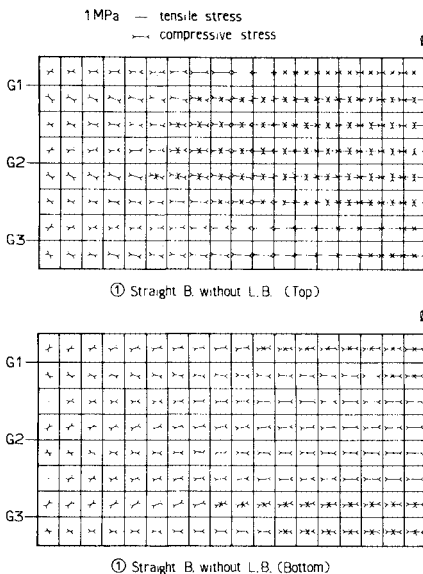 1MPa — tensile stress
compressive stress
G1
G2
G3
① Straight B. without L.B. (Top)
G1
G2
G3
① Straight B. without L.B. (Bottom)